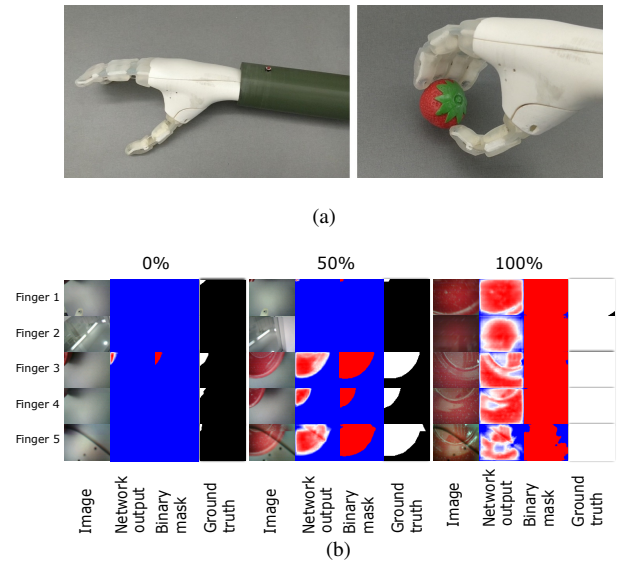 (a)
0% 50% 100%
Finger 1
Finger 2
Finger 3
Finger 4
Finger 5
Image
Network
output
Binary
mask
Ground
truth
Image
Network
output
Binary
mask
Ground
truth
Image
Network
output
Binary
mask
Ground
truth
(b)